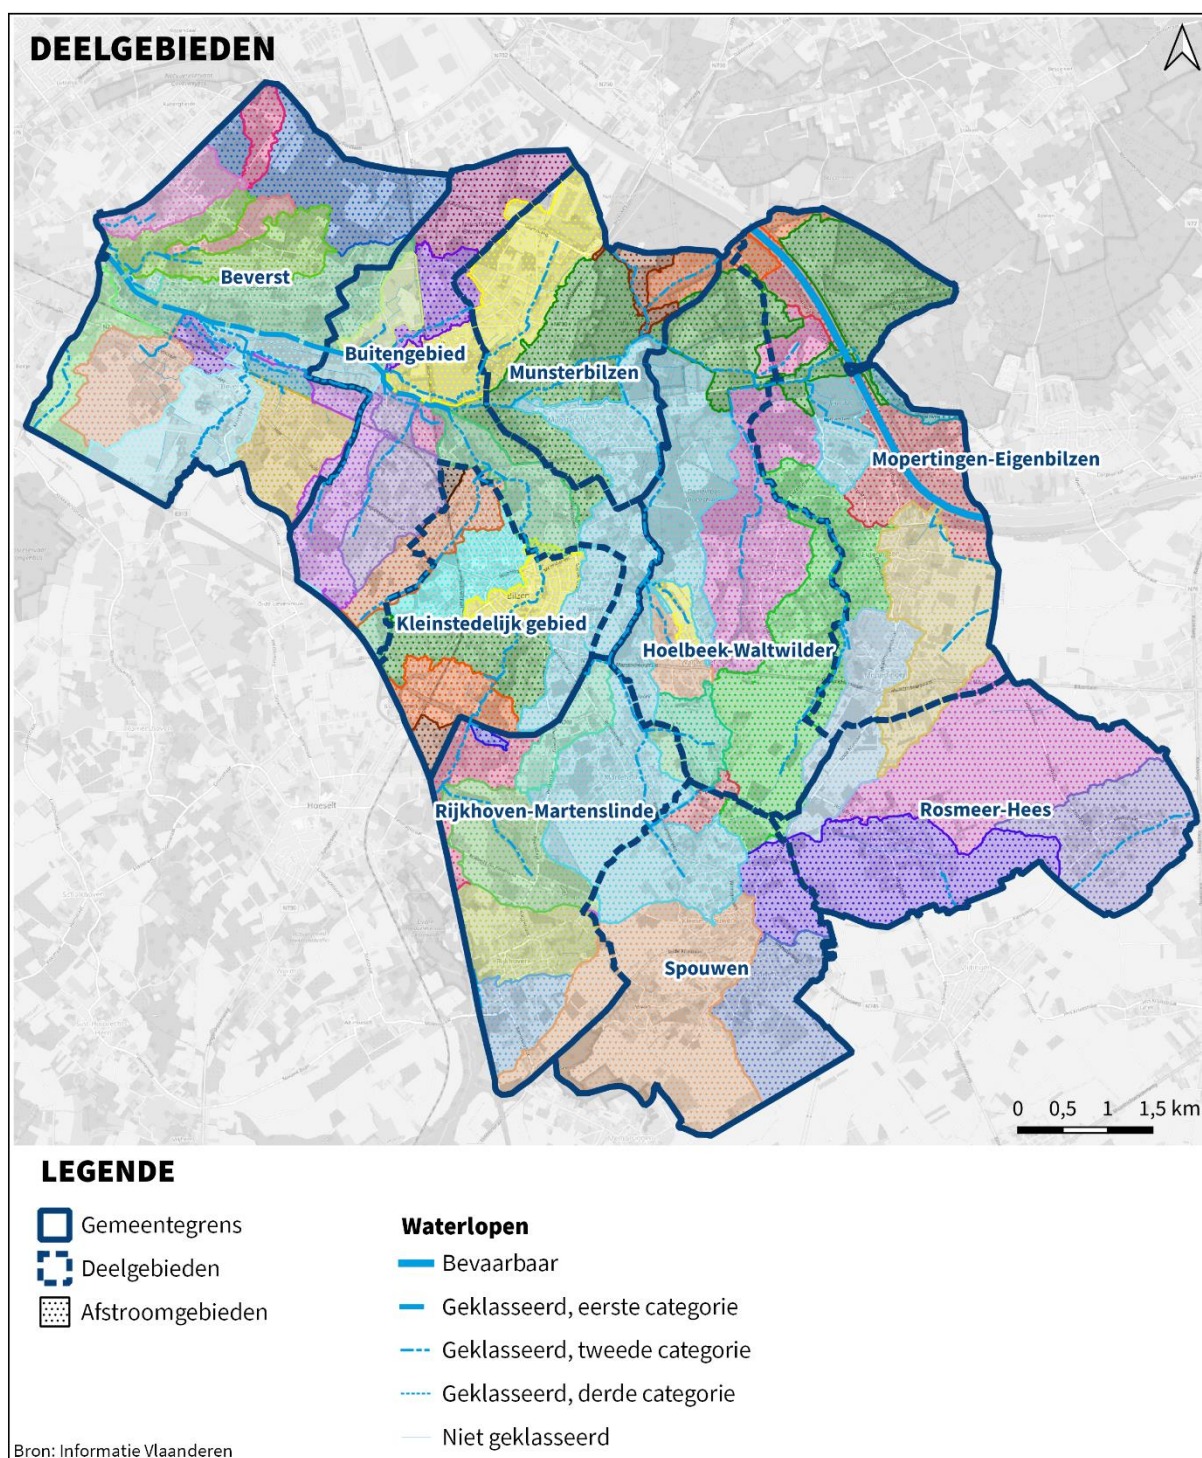 DEELGEBIEDEN
Beverst
Buitengebied
Munsterbilzen
Mopertingen-Eigenbilzen
Kleinstedelijk gebied
Hoelbeek-Waltwilder
Hoeselt
Rijkhoven-Martenslinde
Rosmeer-Hees
Spouwen
0 0,5 1 1,5 km
LEGENDE
Gemeentegrens
Deelgebieden
Afstroomgebieden
Waterlopen
Bevaarbaar
Geklasseerd, eerste categorie
Geklasseerd, tweede categorie
Geklasseerd, derde categorie
Niet geklasseerd
Bron: Informatie Vlaanderen